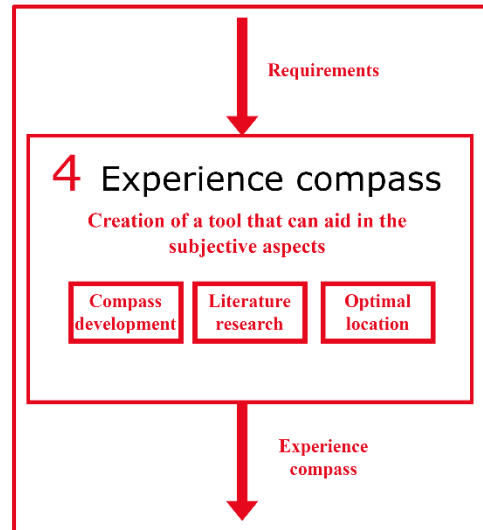 Requirements
4 Experience compass
Creation of a tool that can aid in the
subjective aspects
Compass
development
Literature
research
Optimal
location
Experience
compass